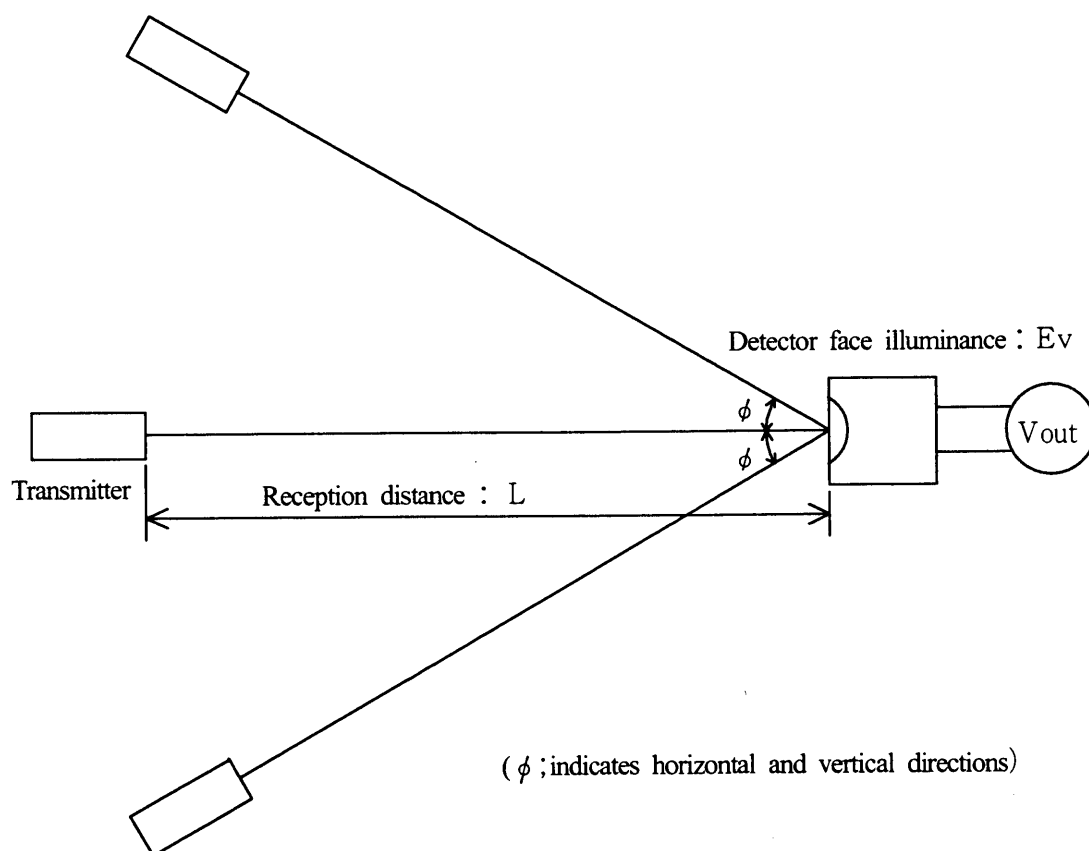 Detector face illuminance : Ev
ϕ
ϕ
Vout
Transmitter
Reception distance : L
(ϕ ;indicates horizontal and vertical directions)